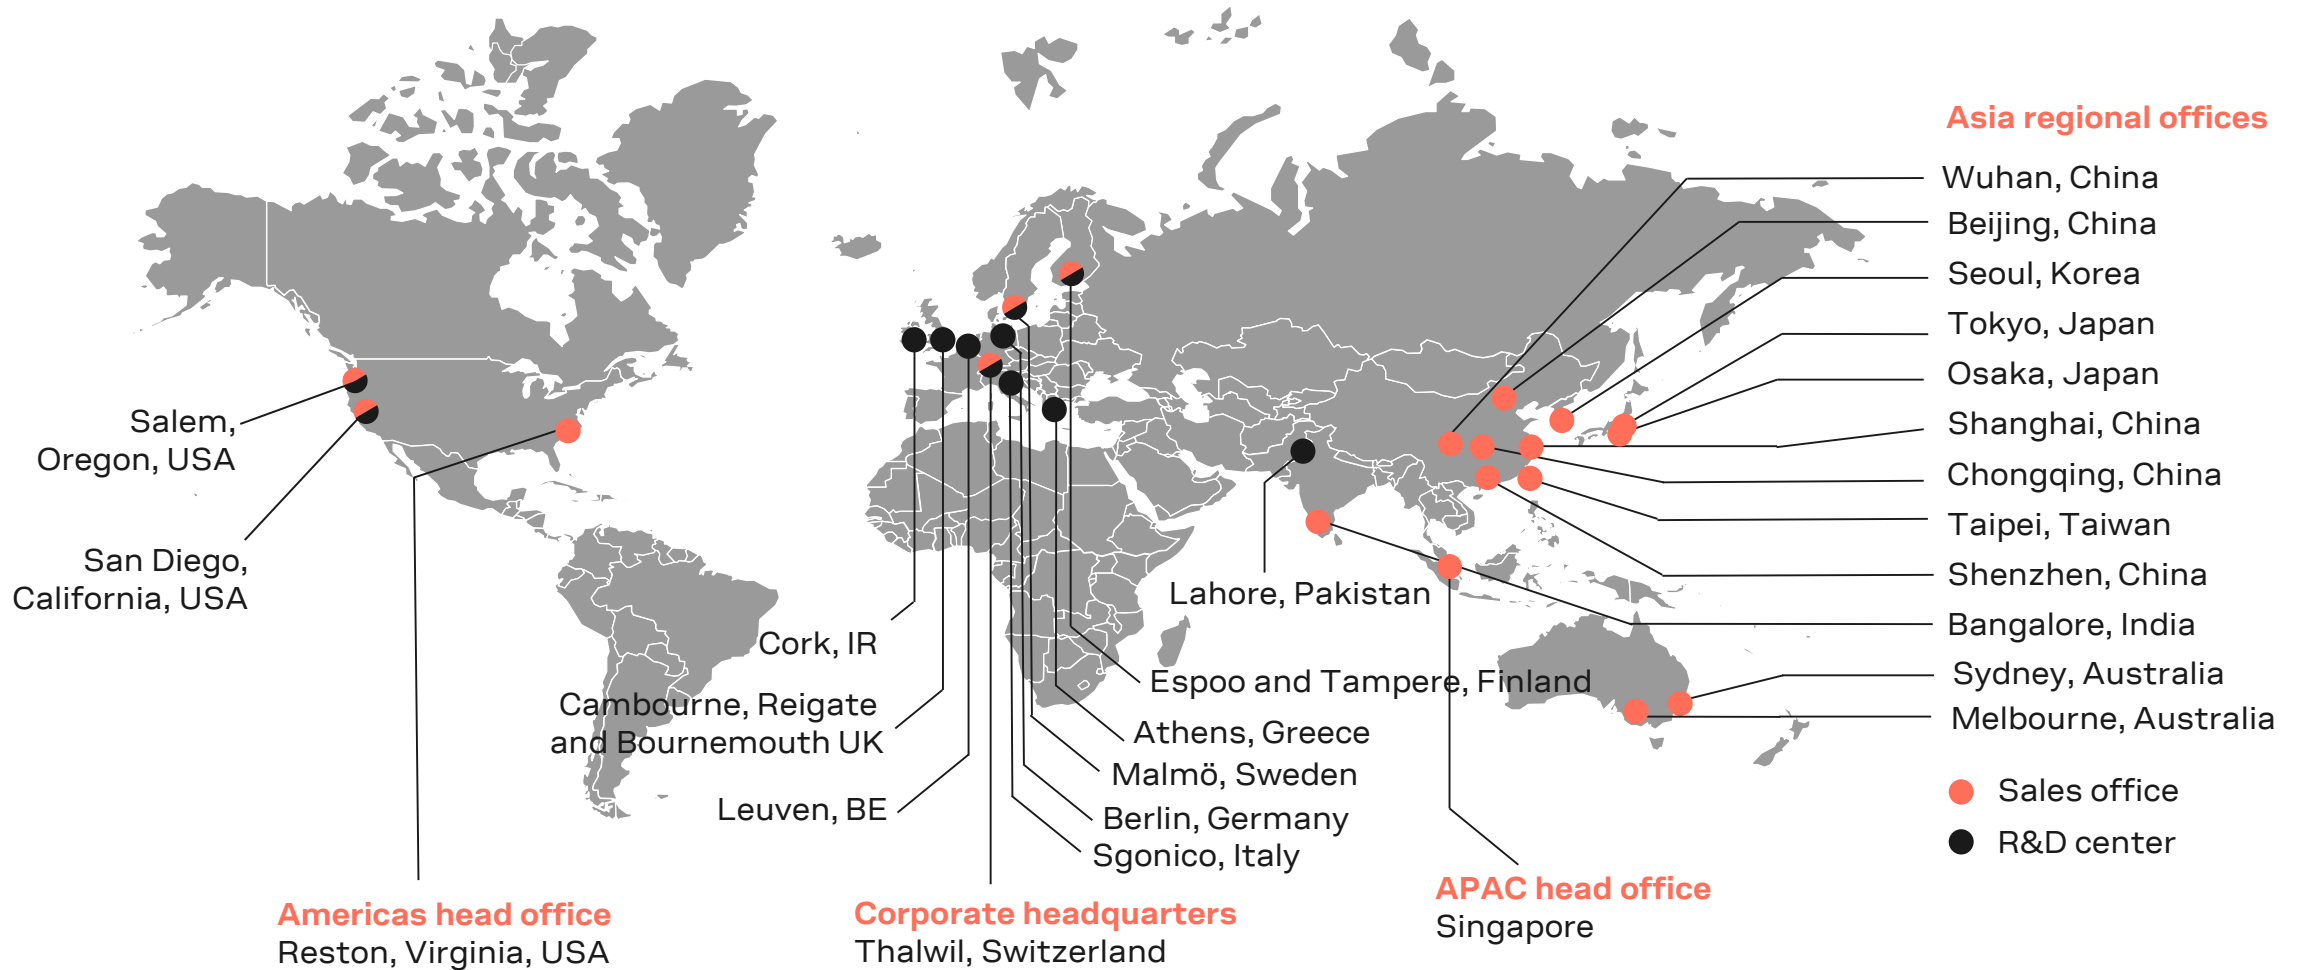 Asia regional offices
Wuhan, China
Beijing, China
Seoul, Korea
Tokyo, Japan
Osaka, Japan
Shanghai, China
Chongqing, China
Taipei, Taiwan
Shenzhen, China
Bangalore, India
Sydney, Australia
Melbourne, Australia
Sales office
R&D center
Salem,
Oregon, USA
San Diego,
California, USA
Americas head office
Reston, Virginia, USA
Cork, IR
Cambourne, Reigate
and Bournemouth UK
Leuven, BE
Corporate headquarters
Thalwil, Switzerland
Lahore, Pakistan
Espoo and Tampere, Finland
Athens, Greece
Malmö, Sweden
Berlin, Germany
Sgonico, Italy
APAC head office
Singapore